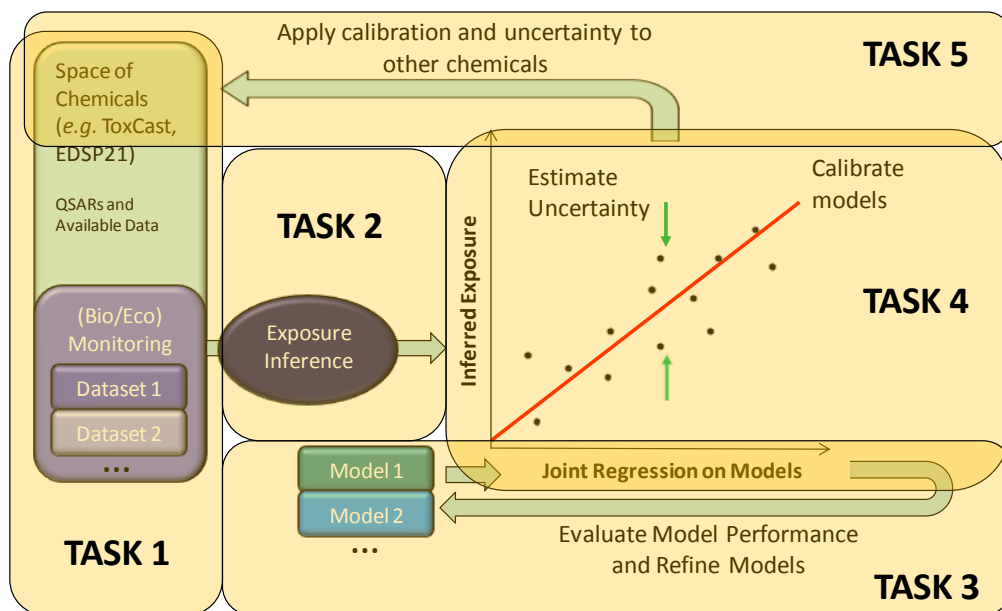 Apply calibration and uncertainty to
other chemicals
TASK 5
Space of
Chemicals
(e.g. ToxCast,
EDSP21)
QSARs and
Available Data
(Bio/Eco)
Monitoring
Dataset 1
Dataset 2
...
TASK 1
TASK 2
Exposure
Inference
Inferred Exposure
Estimate
Uncertainty
Calibrate
models
TASK 4
Joint Regression on Models
Model 1
Model 2
...
Evaluate Model Performance
and Refine Models
TASK 3